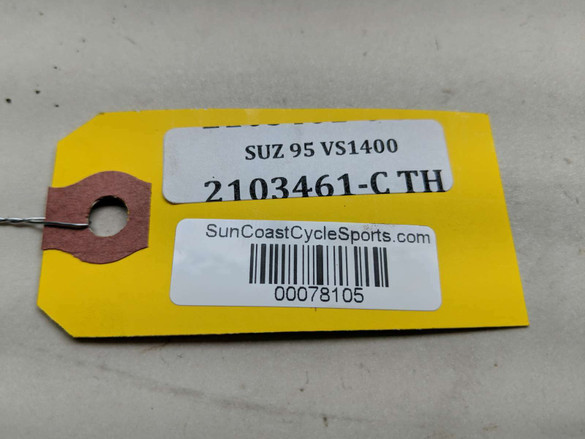 SUZ 95 VS1400
2103461-C TH
SunCoastCycleSports.com
00078105